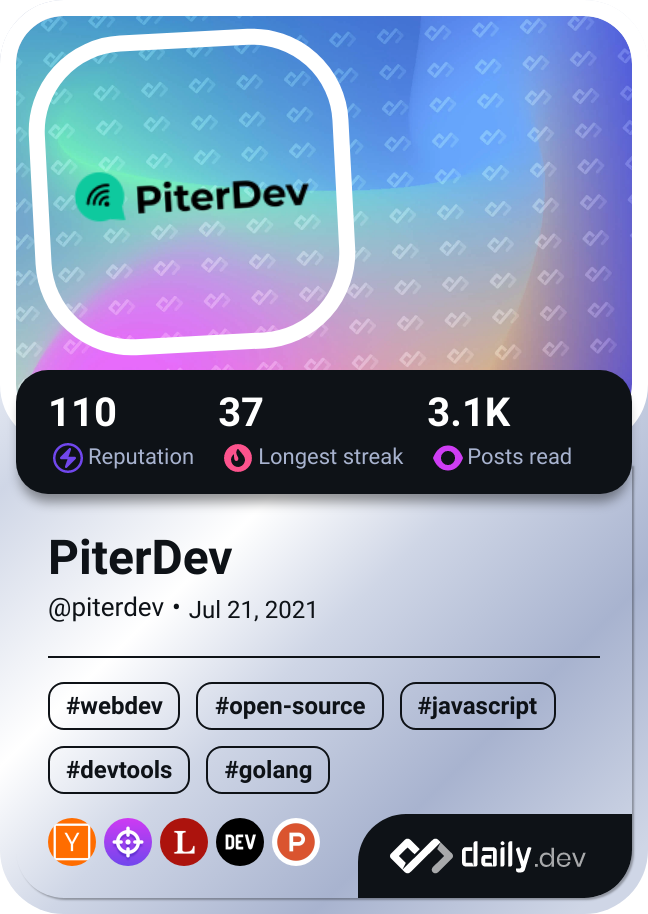 PiterDev
110 37 3.1K
Reputation Longest streak Posts read
PiterDev
@piterdev • Jul 21, 2021
#webdev #open-source #javascript
#devtools #golang
Y L DEV P
daily.dev